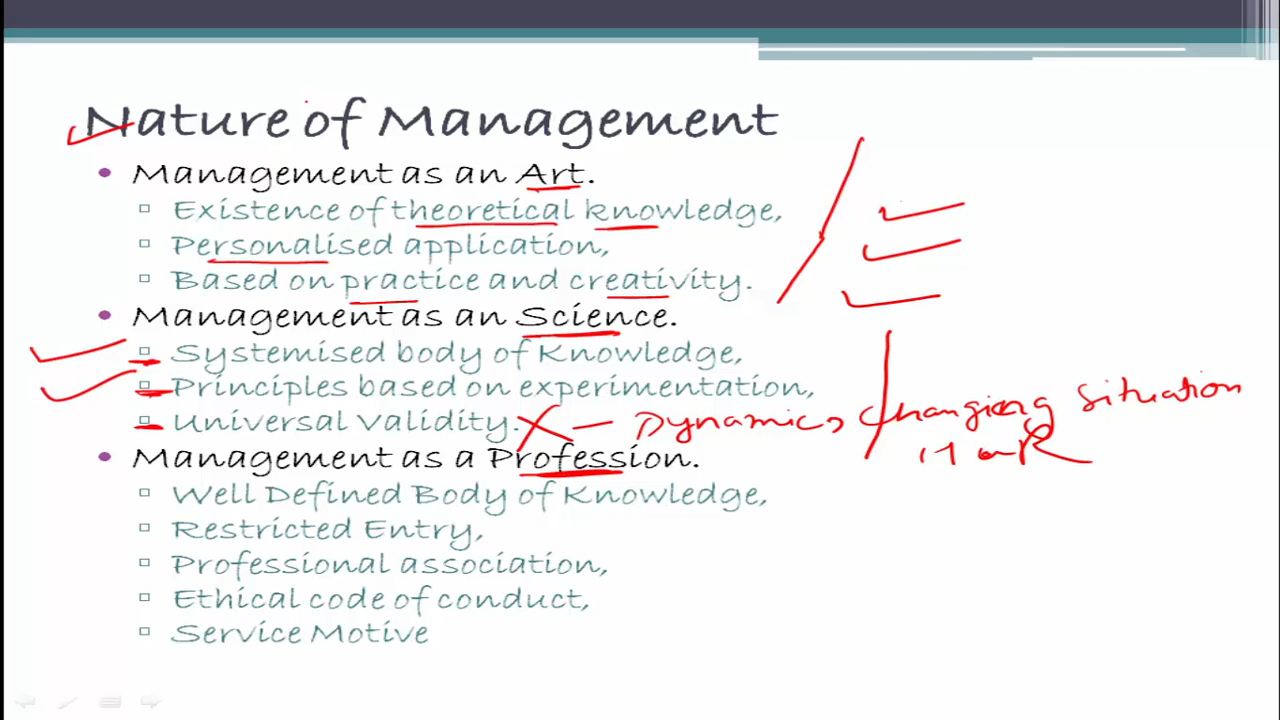 Nature of Management
• Management as an Art.
▫ Existence of theoretical knowledge,
▫ Personalised application,
▫ Based on practice and creativity.
• Management as an Science.
▫ Systemised body of Knowledge,
▫ Principles based on experimentation,
▫ Universal Validity. X — Dynamic, changing situation
• Management as a Profession.
▫ Well Defined Body of Knowledge,
▫ Restricted Entry,
▫ Professional association,
▫ Ethical code of conduct,
▫ Service Motive